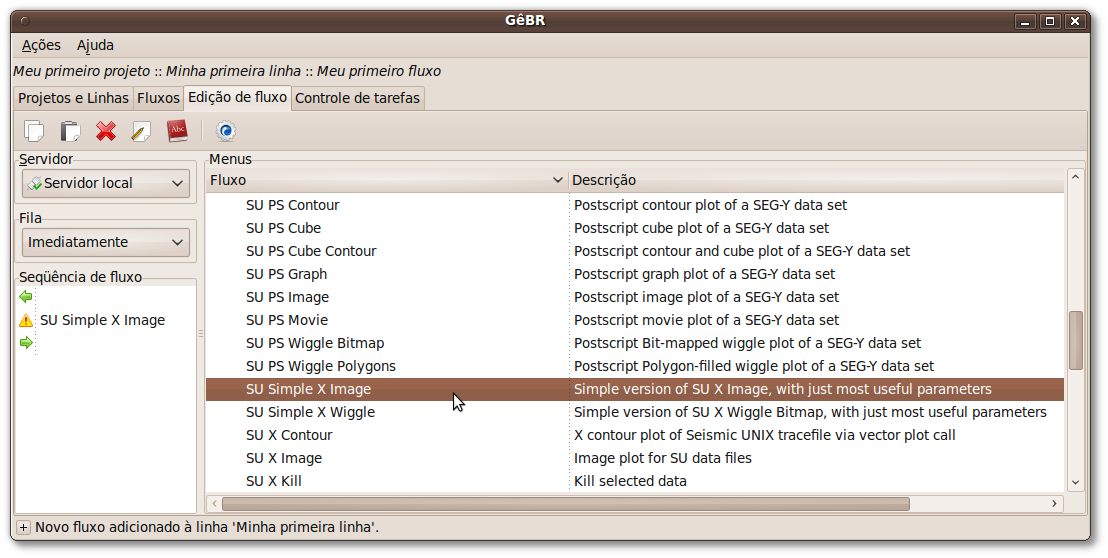 GêBR
Ações Ajuda
Meu primeiro projeto :: Minha primeira linha :: Meu primeiro fluxo
Projetos e Linhas Fluxos Edição de fluxo Controle de tarefas
Abc
Servidor
Servidor local
Fila
Imediatamente
Seqüência de fluxo
SU Simple X Image
Menus
Fluxo Descrição
SU PS Contour Postscript contour plot of a SEG-Y data set
SU PS Cube Postscript cube plot of a SEG-Y data set
SU PS Cube Contour Postscript contour and cube plot of a SEG-Y data set
SU PS Graph Postscript graph plot of a SEG-Y data set
SU PS Image Postscript image plot of a SEG-Y data set
SU PS Movie Postscript movie plot of a SEG-Y data set
SU PS Wiggle Bitmap Postscript Bit-mapped wiggle plot of a SEG-Y data set
SU PS Wiggle Polygons Postscript Polygon-filled wiggle plot of a SEG-Y data set
SU Simple X Image Simple version of SU X Image, with just most useful parameters
SU Simple X Wiggle Simple version of SU X Wiggle Bitmap, with just most useful parameters
SU X Contour X contour plot of Seismic UNIX tracefile via vector plot call
SU X Image Image plot for SU data files
SU X Kill Kill selected data
Novo fluxo adicionado à linha 'Minha primeira linha'.